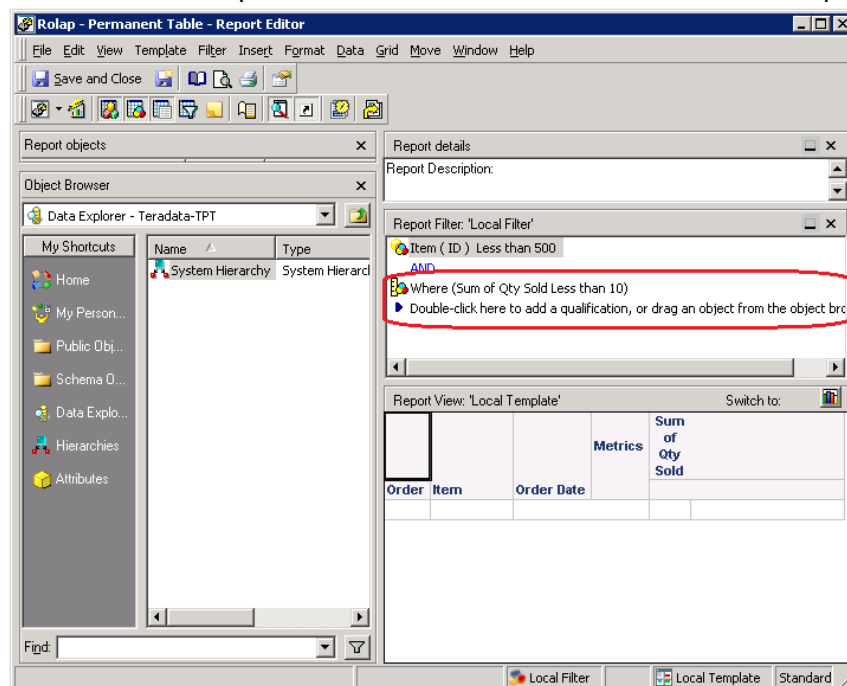 Rolap - Permanent Table - Report Editor
File Edit View Template Filter Insert Format Data Grid Move Window Help
Save and Close
Report objects
Object Browser
Data Explorer - Teradata-TPT
My Shortcuts
Home
My Person...
Public Obj...
Schema O...
Data Explo...
Hierarchies
Attributes
Name Type
System Hierarchy System Hierarcl
Find:
Report details
Report Description:
Report Filter: 'Local Filter'
Item ( ID ) Less than 500
AND
Where (Sum of Qty Sold Less than 10)
Double-click here to add a qualification, or drag an object from the object bro
Report View: 'Local Template' Switch to:
Order Item Order Date Metrics
Sum
of
Qty
Sold
Local Filter Local Template Standard